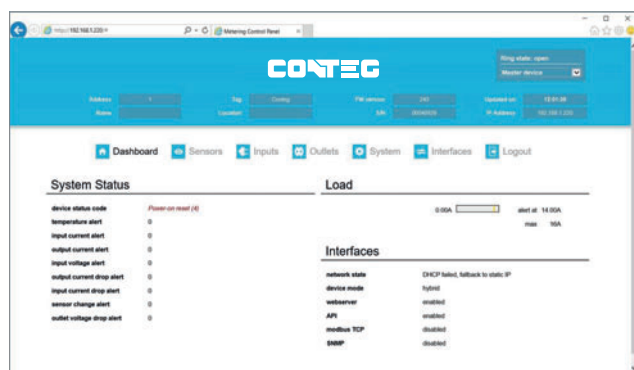 Metering Control Panel
CONTEG
Ring state: open
Master device
Address
Tag Conteg
FW version
Updated on
Name
Location
S/N
IP Address
Dashboard Sensors Inputs Outlets System Interfaces Logout
System Status
Load
device status code Power-on reset (4)
0.00A alert at 14.00A
temperature alert 0
max 16A
input current alert 0
output current alert 0
Interfaces
input voltage alert 0
output current drop alert 0
network state DHCP failed, fallback to static IP
input current drop alert 0
device mode hybrid
sensor change alert 0
webserver enabled
outlet voltage drop alert 0
API enabled
modbus TCP disabled
SNMP disabled